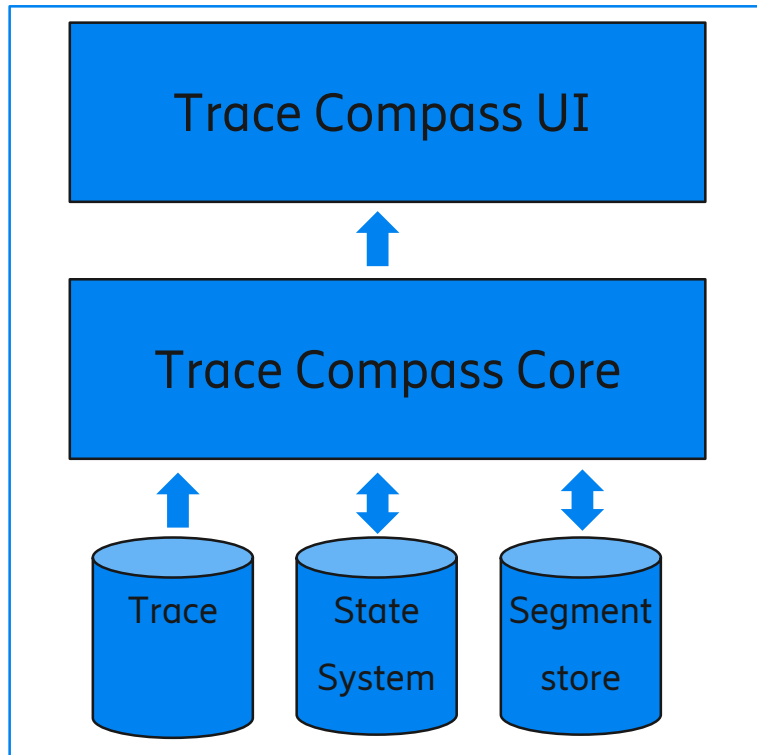 Trace Compass UI
Trace Compass Core
Trace
State
System
Segment
store